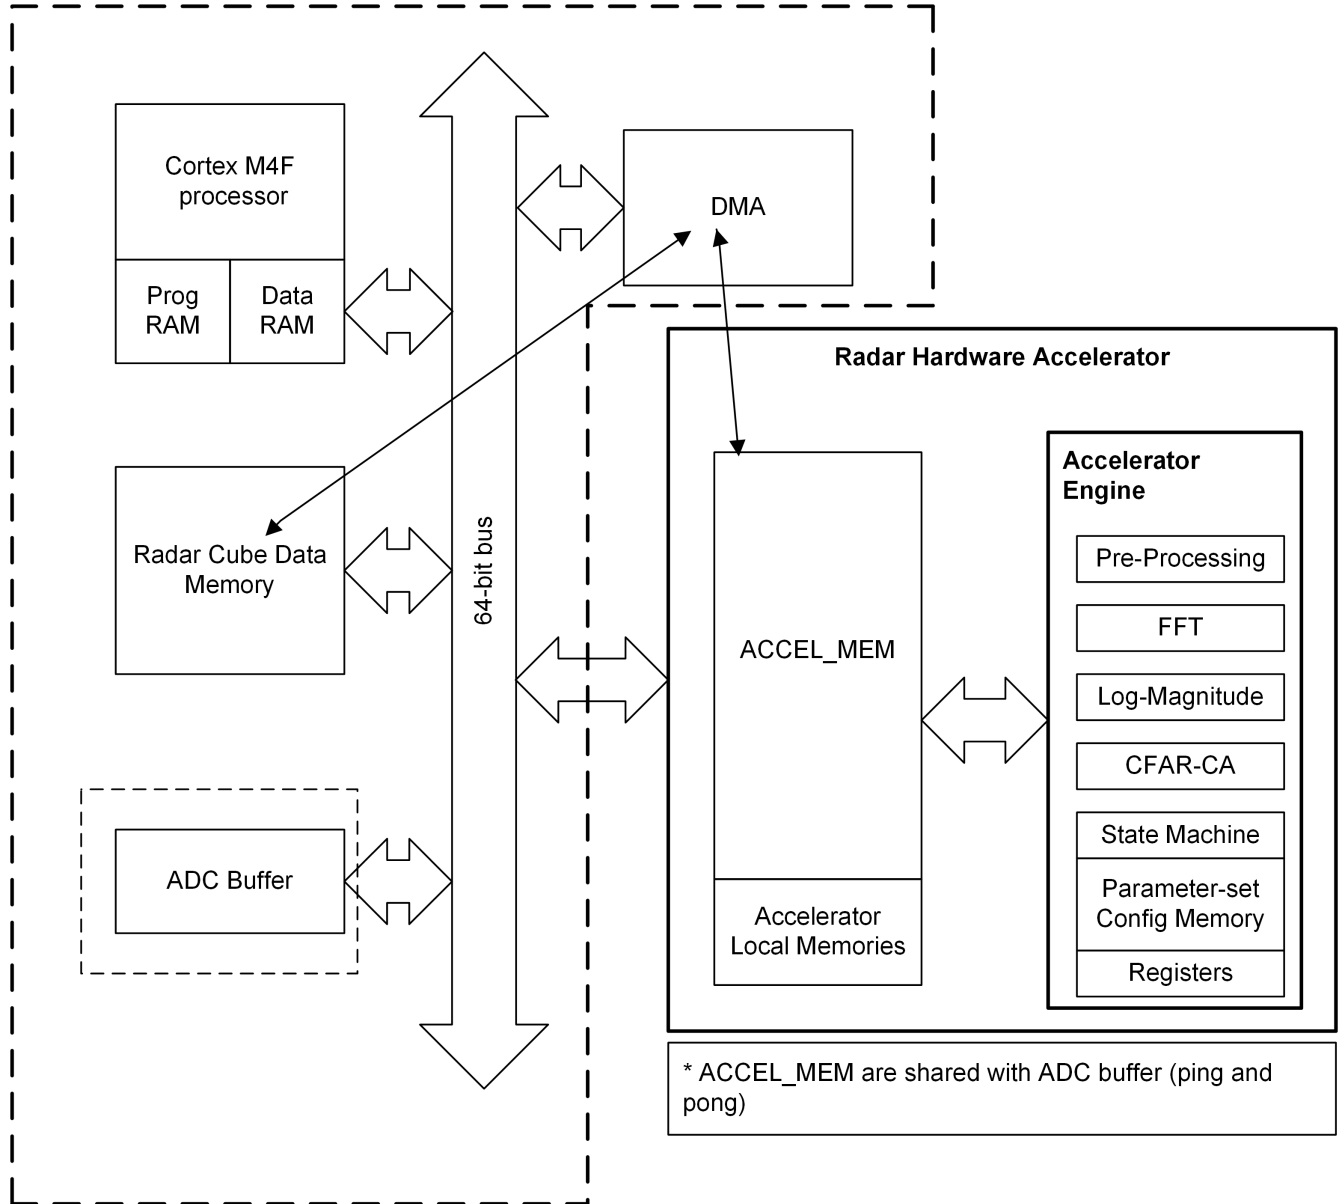 Cortex M4F
processor
Prog
RAM
Data
RAM
DMA
Radar Cube Data
Memory
64-bit bus
ADC Buffer
Radar Hardware Accelerator
ACCEL_MEM
Accelerator
Local Memories
Accelerator
Engine
Pre-Processing
FFT
Log-Magnitude
CFAR-CA
State Machine
Parameter-set
Config Memory
Registers
* ACCEL_MEM are shared with ADC buffer (ping and
pong)